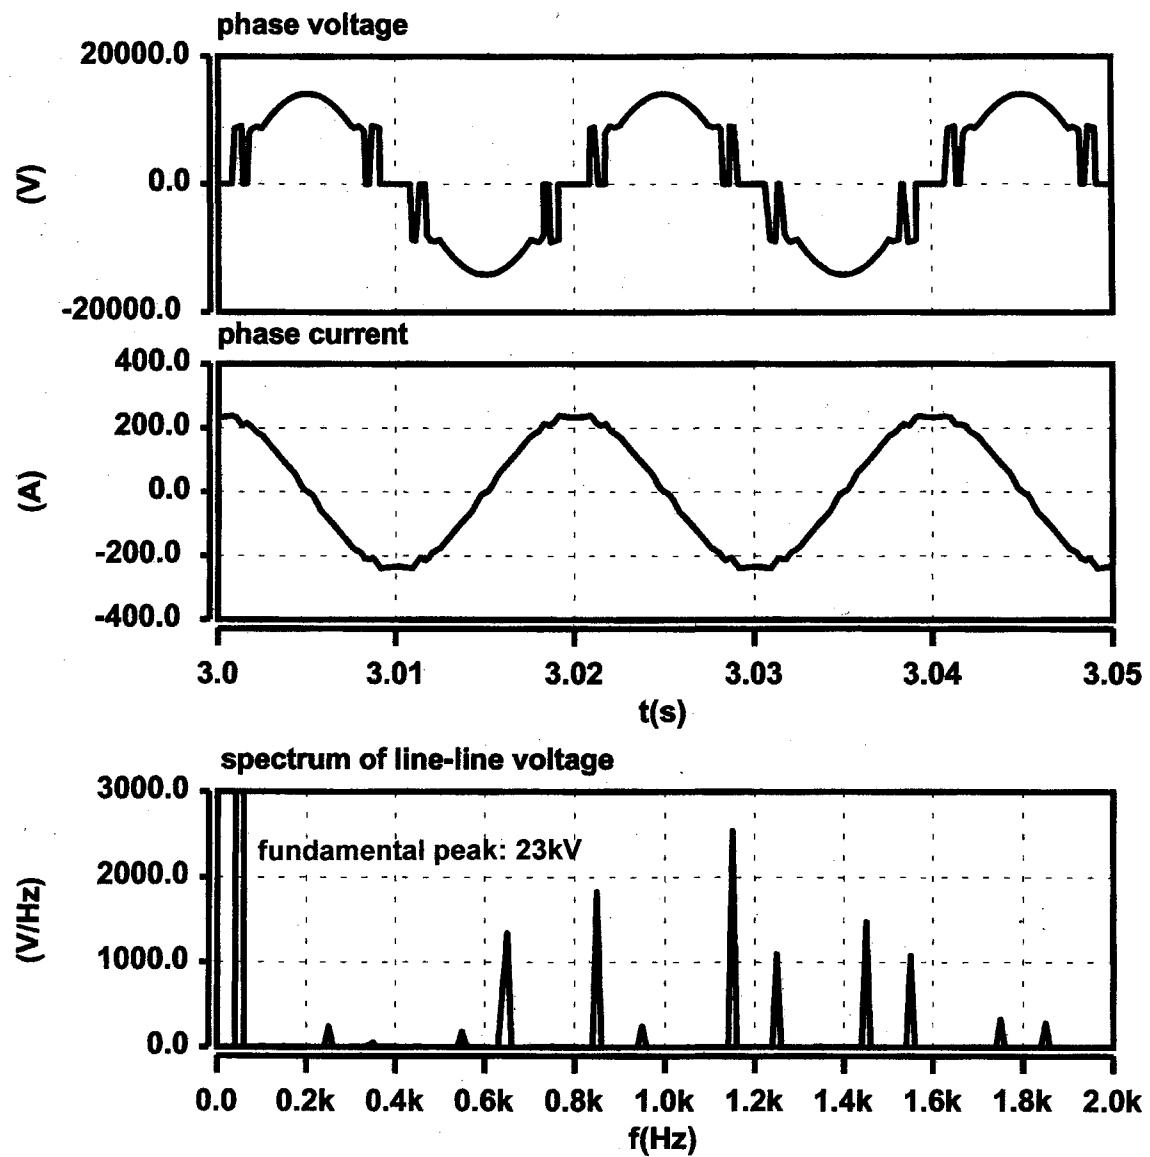 phase voltage
20000.0
(V)
0.0
-20000.0
phase current
400.0
200.0
(A)
0.0
-200.0
-400.0
3.0 3.01 3.02 3.03 3.04 3.05
t(s)
spectrum of line-line voltage
3000.0
fundamental peak: 23kV
2000.0
(V/Hz)
1000.0
0.0
0.0 0.2k 0.4k 0.6k 0.8k 1.0k 1.2k 1.4k 1.6k 1.8k 2.0k
f(Hz)